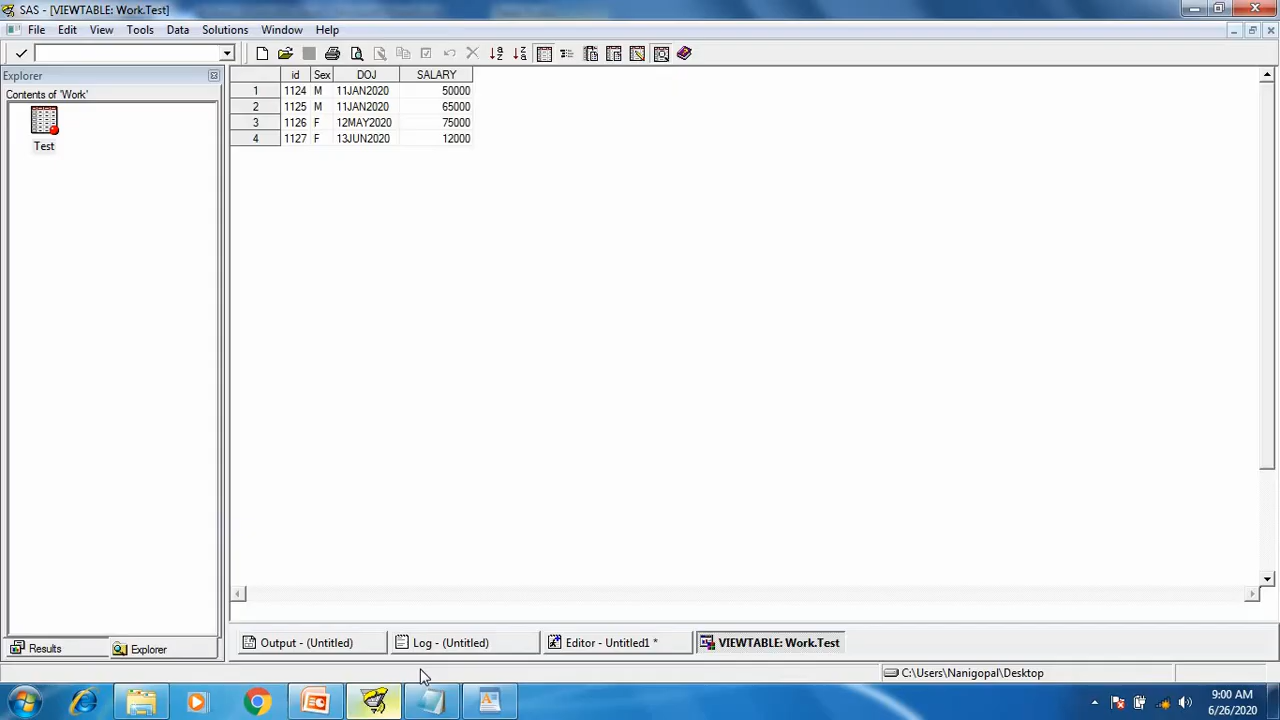 SAS - [VIEWTABLE: Work.Test]
File Edit View Tools Data Solutions Window Help
Explorer
Contents of 'Work'
Test
id Sex DOJ SALARY
1 1124 M 11JAN2020 50000
2 1125 M 11JAN2020 65000
3 1126 F 12MAY2020 75000
4 1127 F 13JUN2020 12000
Results Explorer
Output - (Untitled) Log - (Untitled) Editor - Untitled1 * VIEWTABLE: Work.Test
C:\Users\Nanigopal\Desktop
9:00 AM
6/26/2020